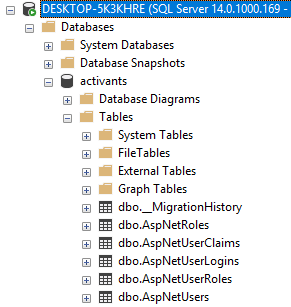 DESKTOP-5K3KHRE (SQL Server 14.0.1000.169 -
Databases
System Databases
Database Snapshots
activants
Database Diagrams
Tables
System Tables
FileTables
External Tables
Graph Tables
dbo.__MigrationHistory
dbo.AspNetRoles
dbo.AspNetUserClaims
dbo.AspNetUserLogins
dbo.AspNetUserRoles
dbo.AspNetUsers